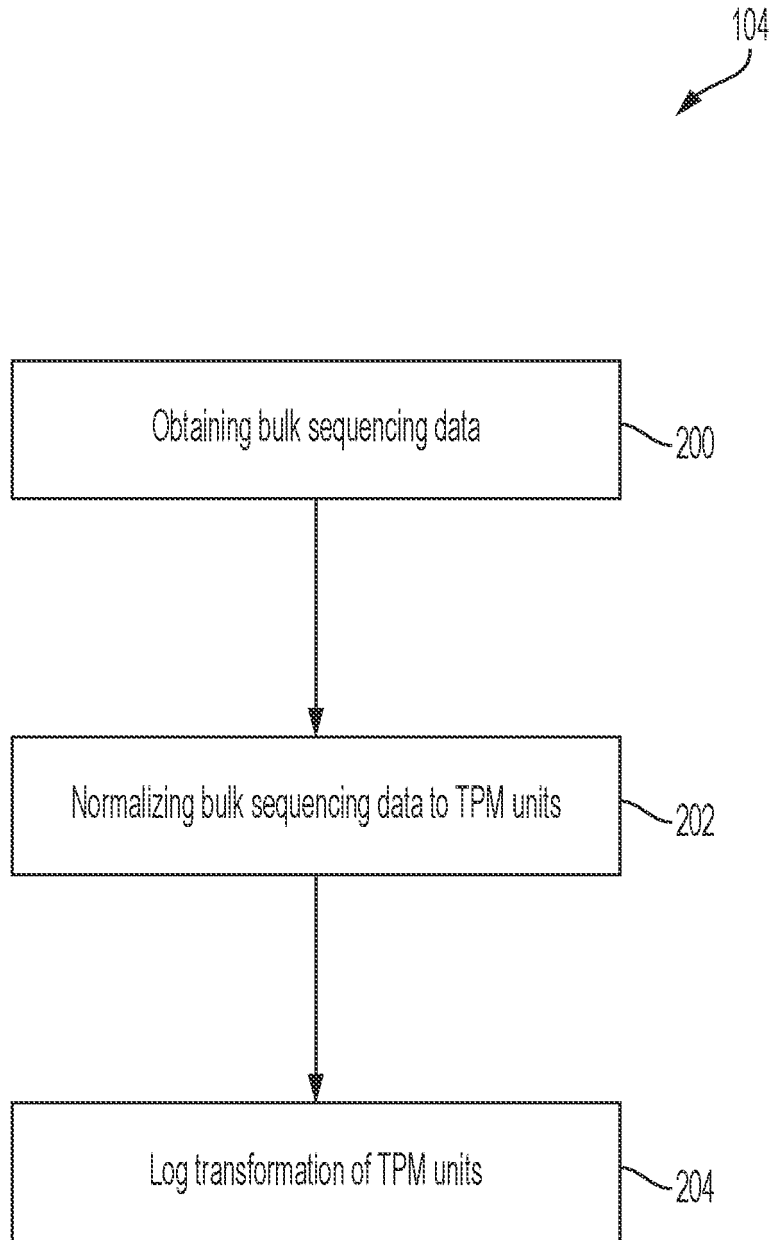 104
Obtaining bulk sequencing data
200
Normalizing bulk sequencing data to TPM units
202
Log transformation of TPM units
204